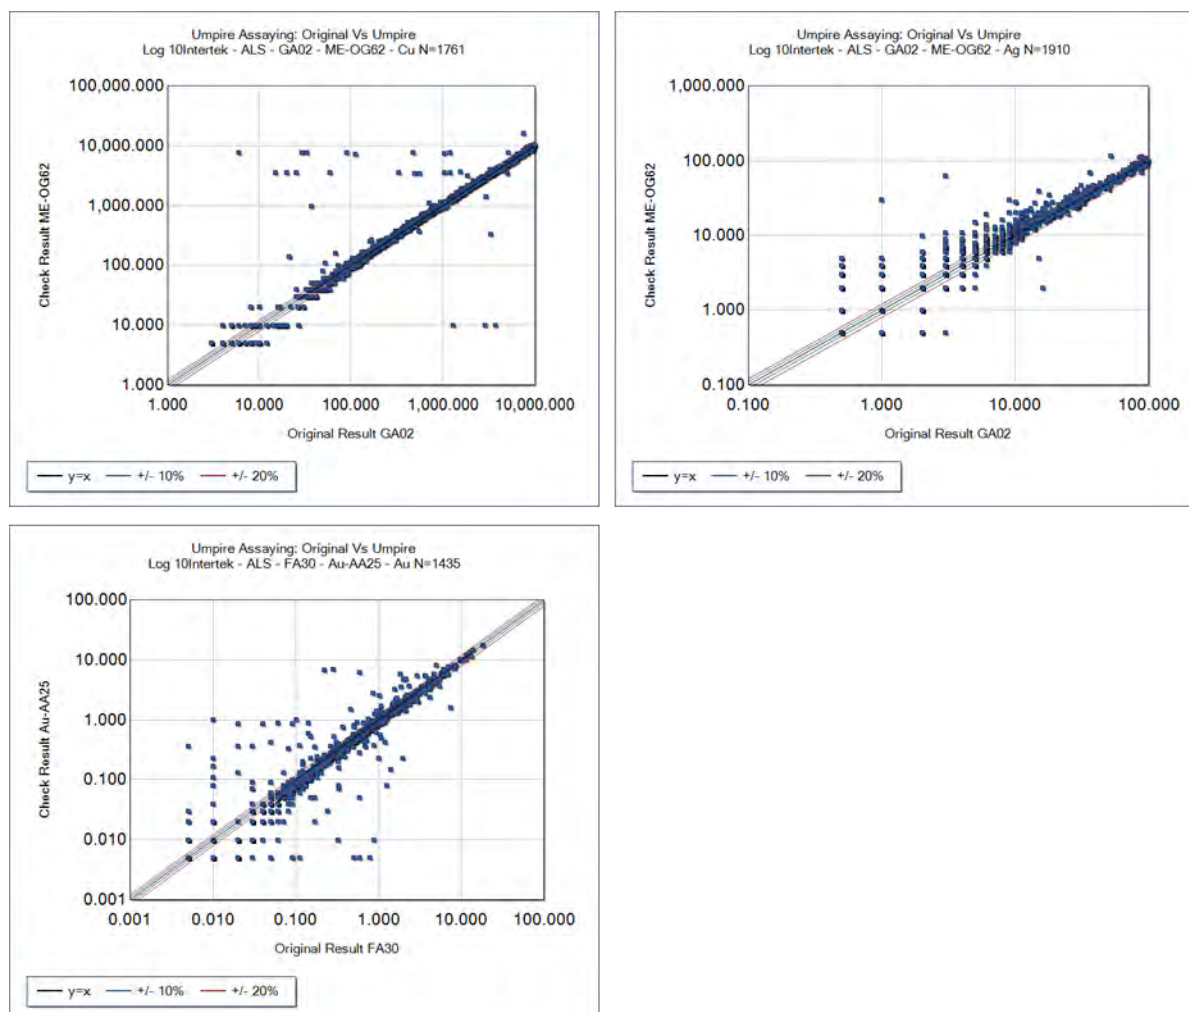 Umpire Assaying: Original Vs Umpire
Log 10Intertek - ALS - GA02 - ME-OG62 - Cu N=1761
100,000.000
10,000.000
1,000.000
100.000
10.000
1.000
Check Result ME-OG62
1.000 10.000 100.000 1,000.000 10,000.000
Original Result GA02
y=x +/- 10% +/- 20%
Umpire Assaying: Original Vs Umpire
Log 10Intertek - ALS - GA02 - ME-OG62 - Ag N=1910
1,000.000
100.000
10.000
1.000
0.100
Check Result ME-OG62
0.100 1.000 10.000 100.000
Original Result GA02
y=x +/- 10% +/- 20%
Umpire Assaying: Original Vs Umpire
Log 10Intertek - ALS - FA30 - Au-AA25 - Au N=1435
100.000
10.000
1.000
0.100
0.010
0.001
Check Result Au-AA25
0.001 0.010 0.100 1.000 10.000 100.000
Original Result FA30
y=x +/- 10% +/- 20%